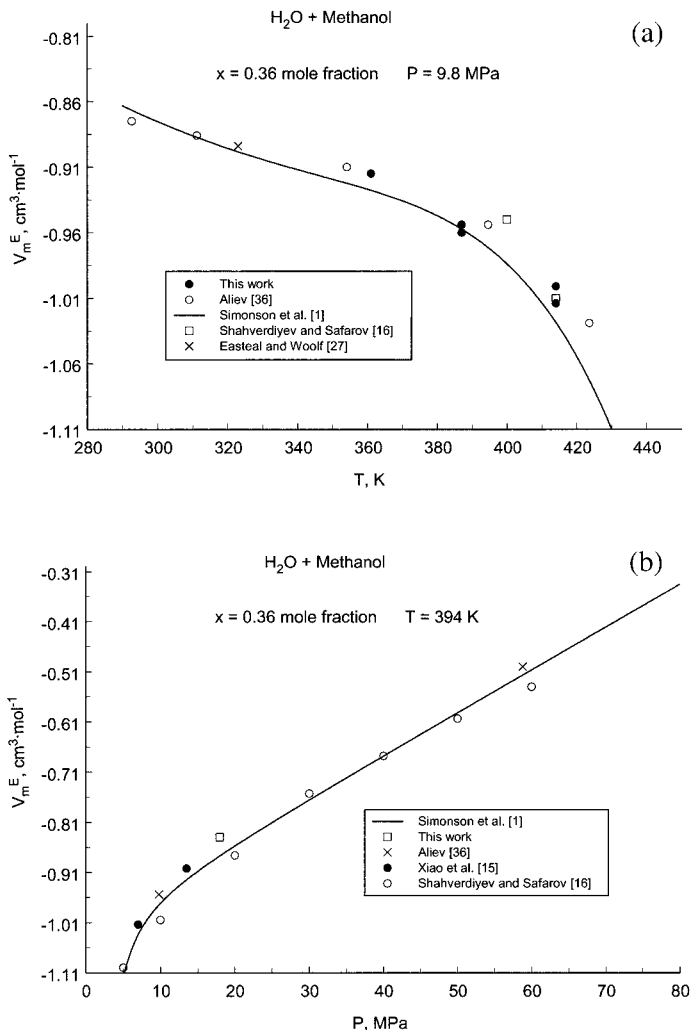 H2O + Methanol
(a)
x = 0.36 mole fraction P = 9.8 MPa
-0.81
-0.86
-0.91
-0.96
-1.01
-1.06
-1.11
VmE, cm3·mol-1
This work
Aliev [36]
Simonson et al. [1]
Shahverdiyev and Safarov [16]
Easteal and Woolf [27]
280 300 320 340 360 380 400 420 440
T, K
H2O + Methanol
(b)
x = 0.36 mole fraction T = 394 K
-0.31
-0.41
-0.51
-0.61
-0.71
-0.81
-0.91
-1.01
-1.11
VmE, cm3·mol-1
Simonson et al. [1]
This work
Aliev [36]
Xiao et al. [15]
Shahverdiyev and Safarov [16]
0 10 20 30 40 50 60 70 80
P, MPa